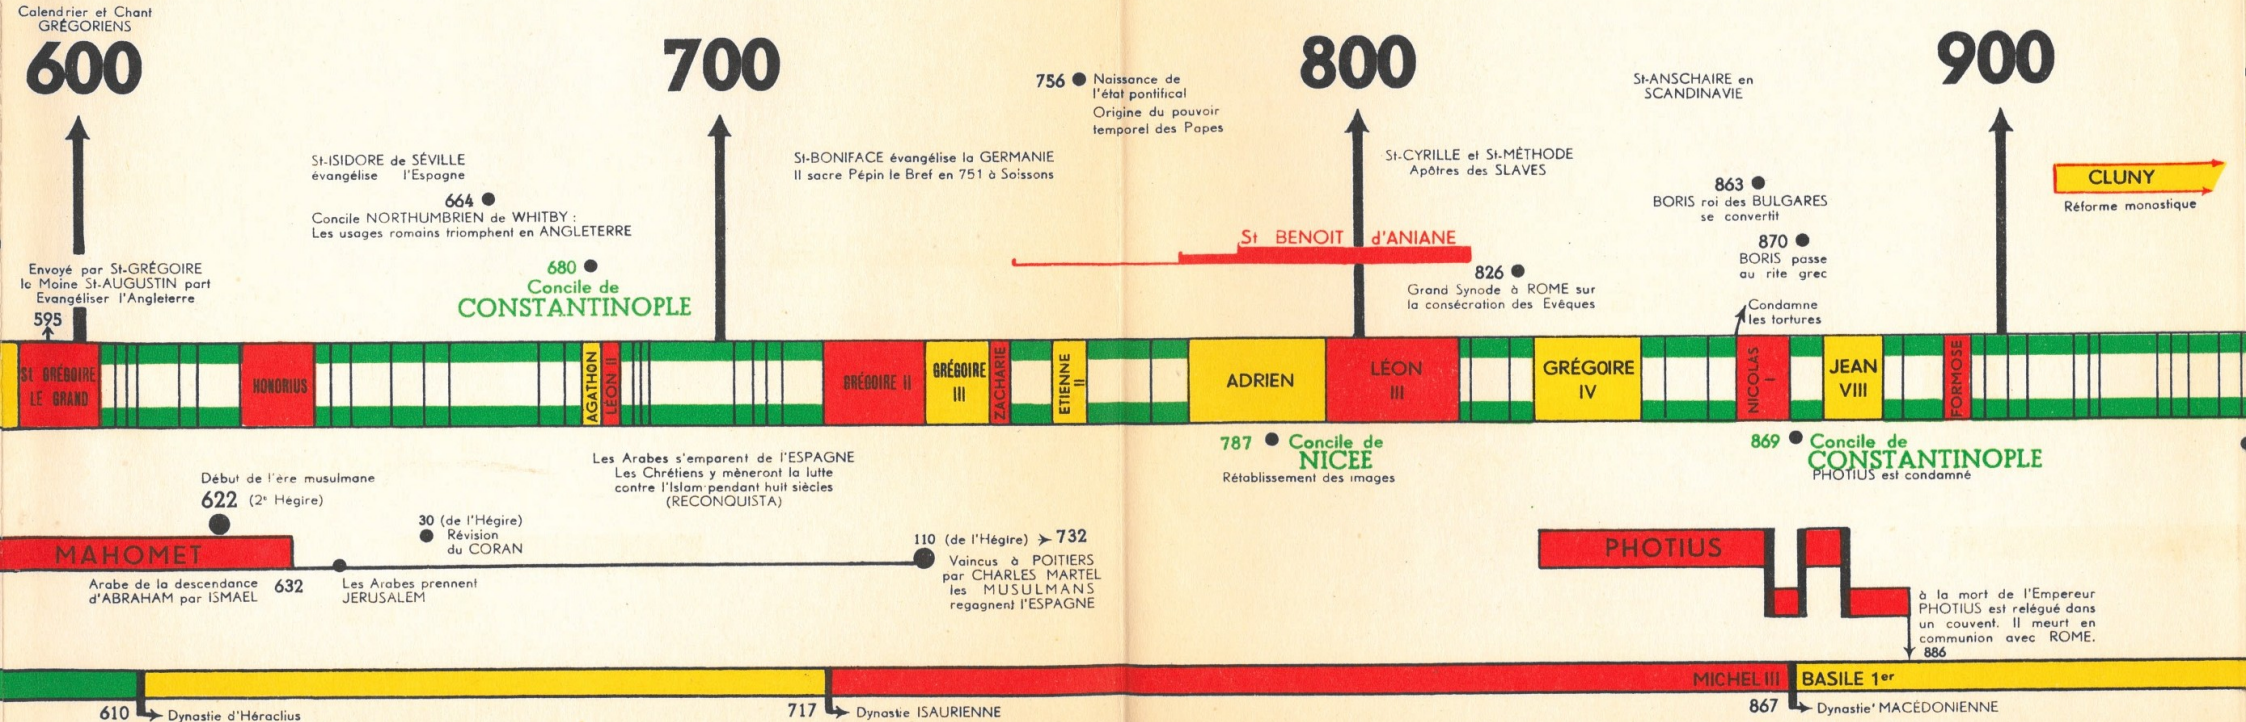 Calendrier et Chant
GRÉGORIENS
600
700
800
900
756
Naissance de
l'état pontifical
Origine du pouvoir
temporel des Papes
St-ANSCHAIRE en
SCANDINAVIE
St-ISIDORE de SÉVILLE
évangélise l'Espagne
664
Concile NORTHUMBRIEN de WHITBY :
Les usages romains triomphent en ANGLETERRE
St-BONIFACE évangélise la GERMANIE
Il sacre Pépin le Bref en 751 à Soissons
St-CYRILLE et St-MÉTHODE
Apôtres des SLAVES
863
BORIS roi des BULGARES
se convertit
870
BORIS passe
au rite grec
CLUNY
Réforme monastique
St BENOIT d'ANIANE
826
Grand Synode à ROME sur
la consécration des Evêques
Condamne
les tortures
Envoyé par St-GRÉGOIRE
le Moine St-AUGUSTIN part
Evangéliser l'Angleterre
595
680
Concile de
CONSTANTINOPLE
St GRÉGOIRE
LE GRAND
HONORIUS
AGATHON
LÉON II
GRÉGOIRE II
GRÉGOIRE
III
ZACHARIE
ETIENNE
II
ADRIEN
LÉON
III
GRÉGOIRE
IV
NICOLAS
I
JEAN
VIII
FORMOSE
787
Concile de
NICÉE
Rétablissement des images
869
Concile de
CONSTANTINOPLE
PHOTIUS est condamné
Les Arabes s'emparent de l'ESPAGNE
Les Chrétiens y mèneront la lutte
contre l'Islam pendant huit siècles
(RECONQUISTA)
Début de l'ère musulmane
622 (2e Hégire)
30 (de l'Hégire)
Révision
du CORAN
110 (de l'Hégire) 732
Vaincus à POITIERS
par CHARLES MARTEL
les MUSULMANS
regagnent l'ESPAGNE
MAHOMET
Arabe de la descendance
d'ABRAHAM par ISMAEL
632
Les Arabes prennent
JERUSALEM
PHOTIUS
à la mort de l'Empereur
PHOTIUS est relégué dans
un couvent. Il meurt en
communion avec ROME.
886
MICHEL III
BASILE 1er
610
Dynastie d'Héraclius
717
Dynastie ISAURIENNE
867
Dynastie MACÉDONIENNE